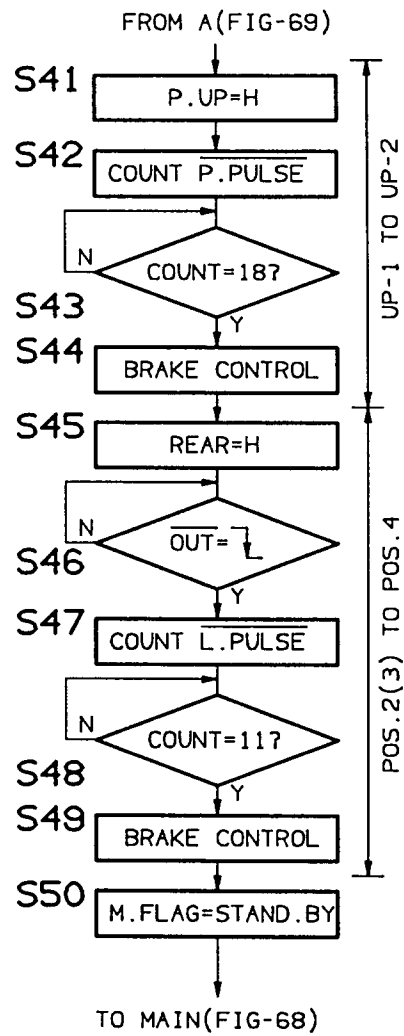 FROM A(FIG-69)
S41
P.UP=H
S42
COUNT P.PULSE
COUNT=18?
N
Y
S43
S44
BRAKE CONTROL
UP-1 TO UP-2
S45
REAR=H
OUT=
N
Y
S46
S47
COUNT L.PULSE
COUNT=11?
N
Y
S48
S49
BRAKE CONTROL
POS.2(3) TO POS.4
S50
M.FLAG=STAND.BY
TO MAIN(FIG-68)